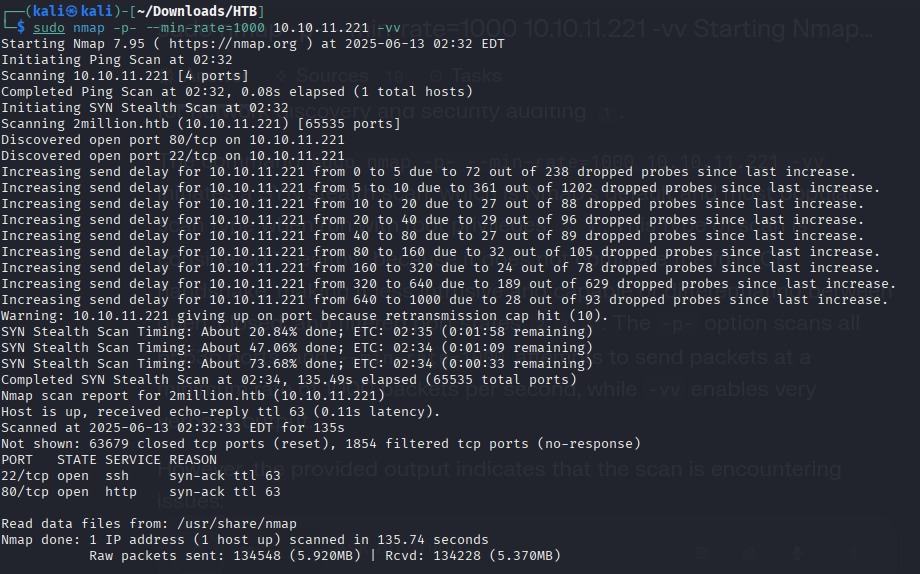 ┌──(kali㉿kali)-[~/Downloads/HTB]
└─$ sudo nmap -p- --min-rate=1000 10.10.11.221 -vv
Starting Nmap 7.95 ( https://nmap.org ) at 2025-06-13 02:32 EDT
Initiating Ping Scan at 02:32
Scanning 10.10.11.221 [4 ports]
Completed Ping Scan at 02:32, 0.08s elapsed (1 total hosts)
Initiating SYN Stealth Scan at 02:32
Scanning 2million.htb (10.10.11.221) [65535 ports]
Discovered open port 80/tcp on 10.10.11.221
Discovered open port 22/tcp on 10.10.11.221
Increasing send delay for 10.10.11.221 from 0 to 5 due to 72 out of 238 dropped probes since last increase.
Increasing send delay for 10.10.11.221 from 5 to 10 due to 361 out of 1202 dropped probes since last increase.
Increasing send delay for 10.10.11.221 from 10 to 20 due to 27 out of 88 dropped probes since last increase.
Increasing send delay for 10.10.11.221 from 20 to 40 due to 29 out of 96 dropped probes since last increase.
Increasing send delay for 10.10.11.221 from 40 to 80 due to 27 out of 89 dropped probes since last increase.
Increasing send delay for 10.10.11.221 from 80 to 160 due to 32 out of 105 dropped probes since last increase.
Increasing send delay for 10.10.11.221 from 160 to 320 due to 24 out of 78 dropped probes since last increase.
Increasing send delay for 10.10.11.221 from 320 to 640 due to 189 out of 629 dropped probes since last increase.
Increasing send delay for 10.10.11.221 from 640 to 1000 due to 28 out of 93 dropped probes since last increase.
Warning: 10.10.11.221 giving up on port because retransmission cap hit (10).
SYN Stealth Scan Timing: About 20.84% done; ETC: 02:35 (0:01:58 remaining)
SYN Stealth Scan Timing: About 47.06% done; ETC: 02:34 (0:01:09 remaining)
SYN Stealth Scan Timing: About 73.68% done; ETC: 02:34 (0:00:33 remaining)
Completed SYN Stealth Scan at 02:34, 135.49s elapsed (65535 total ports)
Nmap scan report for 2million.htb (10.10.11.221)
Host is up, received echo-reply ttl 63 (0.11s latency).
Scanned at 2025-06-13 02:32:33 EDT for 135s
Not shown: 63679 closed tcp ports (reset), 1854 filtered tcp ports (no-response)
PORT   STATE SERVICE REASON
22/tcp open  ssh     syn-ack ttl 63
80/tcp open  http    syn-ack ttl 63
Read data files from: /usr/share/nmap
Nmap done: 1 IP address (1 host up) scanned in 135.74 seconds
Raw packets sent: 134548 (5.920MB) | Rcvd: 134228 (5.370MB)